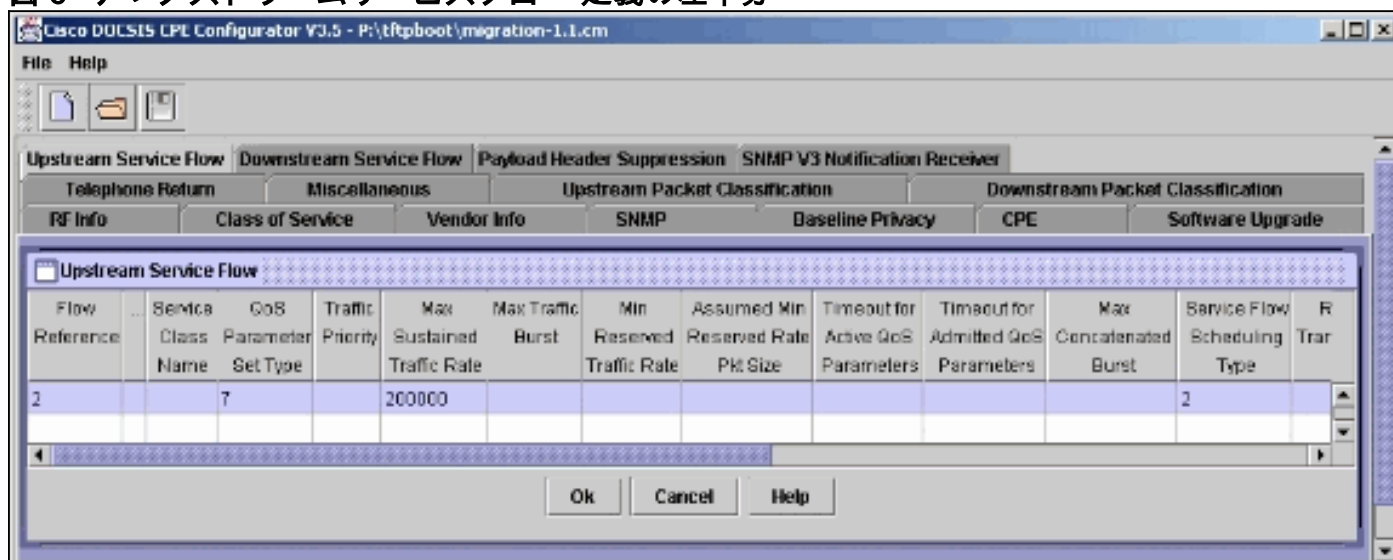 Cisco DOCSIS CPE Configurator V3.5 - P:\tftpboot\migration-1.1.cm
File Help
Upstream Service Flow Downstream Service Flow Payload Header Suppression SNMP V3 Notification Receiver
Telephone Return Miscellaneous Upstream Packet Classification Downstream Packet Classification
RF Info Class of Service Vendor Info SNMP Baseline Privacy CPE Software Upgrade
Upstream Service Flow
Flow ... Service QoS Traffic Max Max Traffic Min Assumed Min Timeout for Timeout for Max Service Flow R
Reference Class Parameter Priority Sustained Burst Reserved Reserved Rate Active QoS Admitted QoS Concatenated Scheduling Trar
Name Set Type Traffic Rate Traffic Rate Pkt Size Parameters Parameters Burst Type
2 7 200000 2
Ok Cancel Help